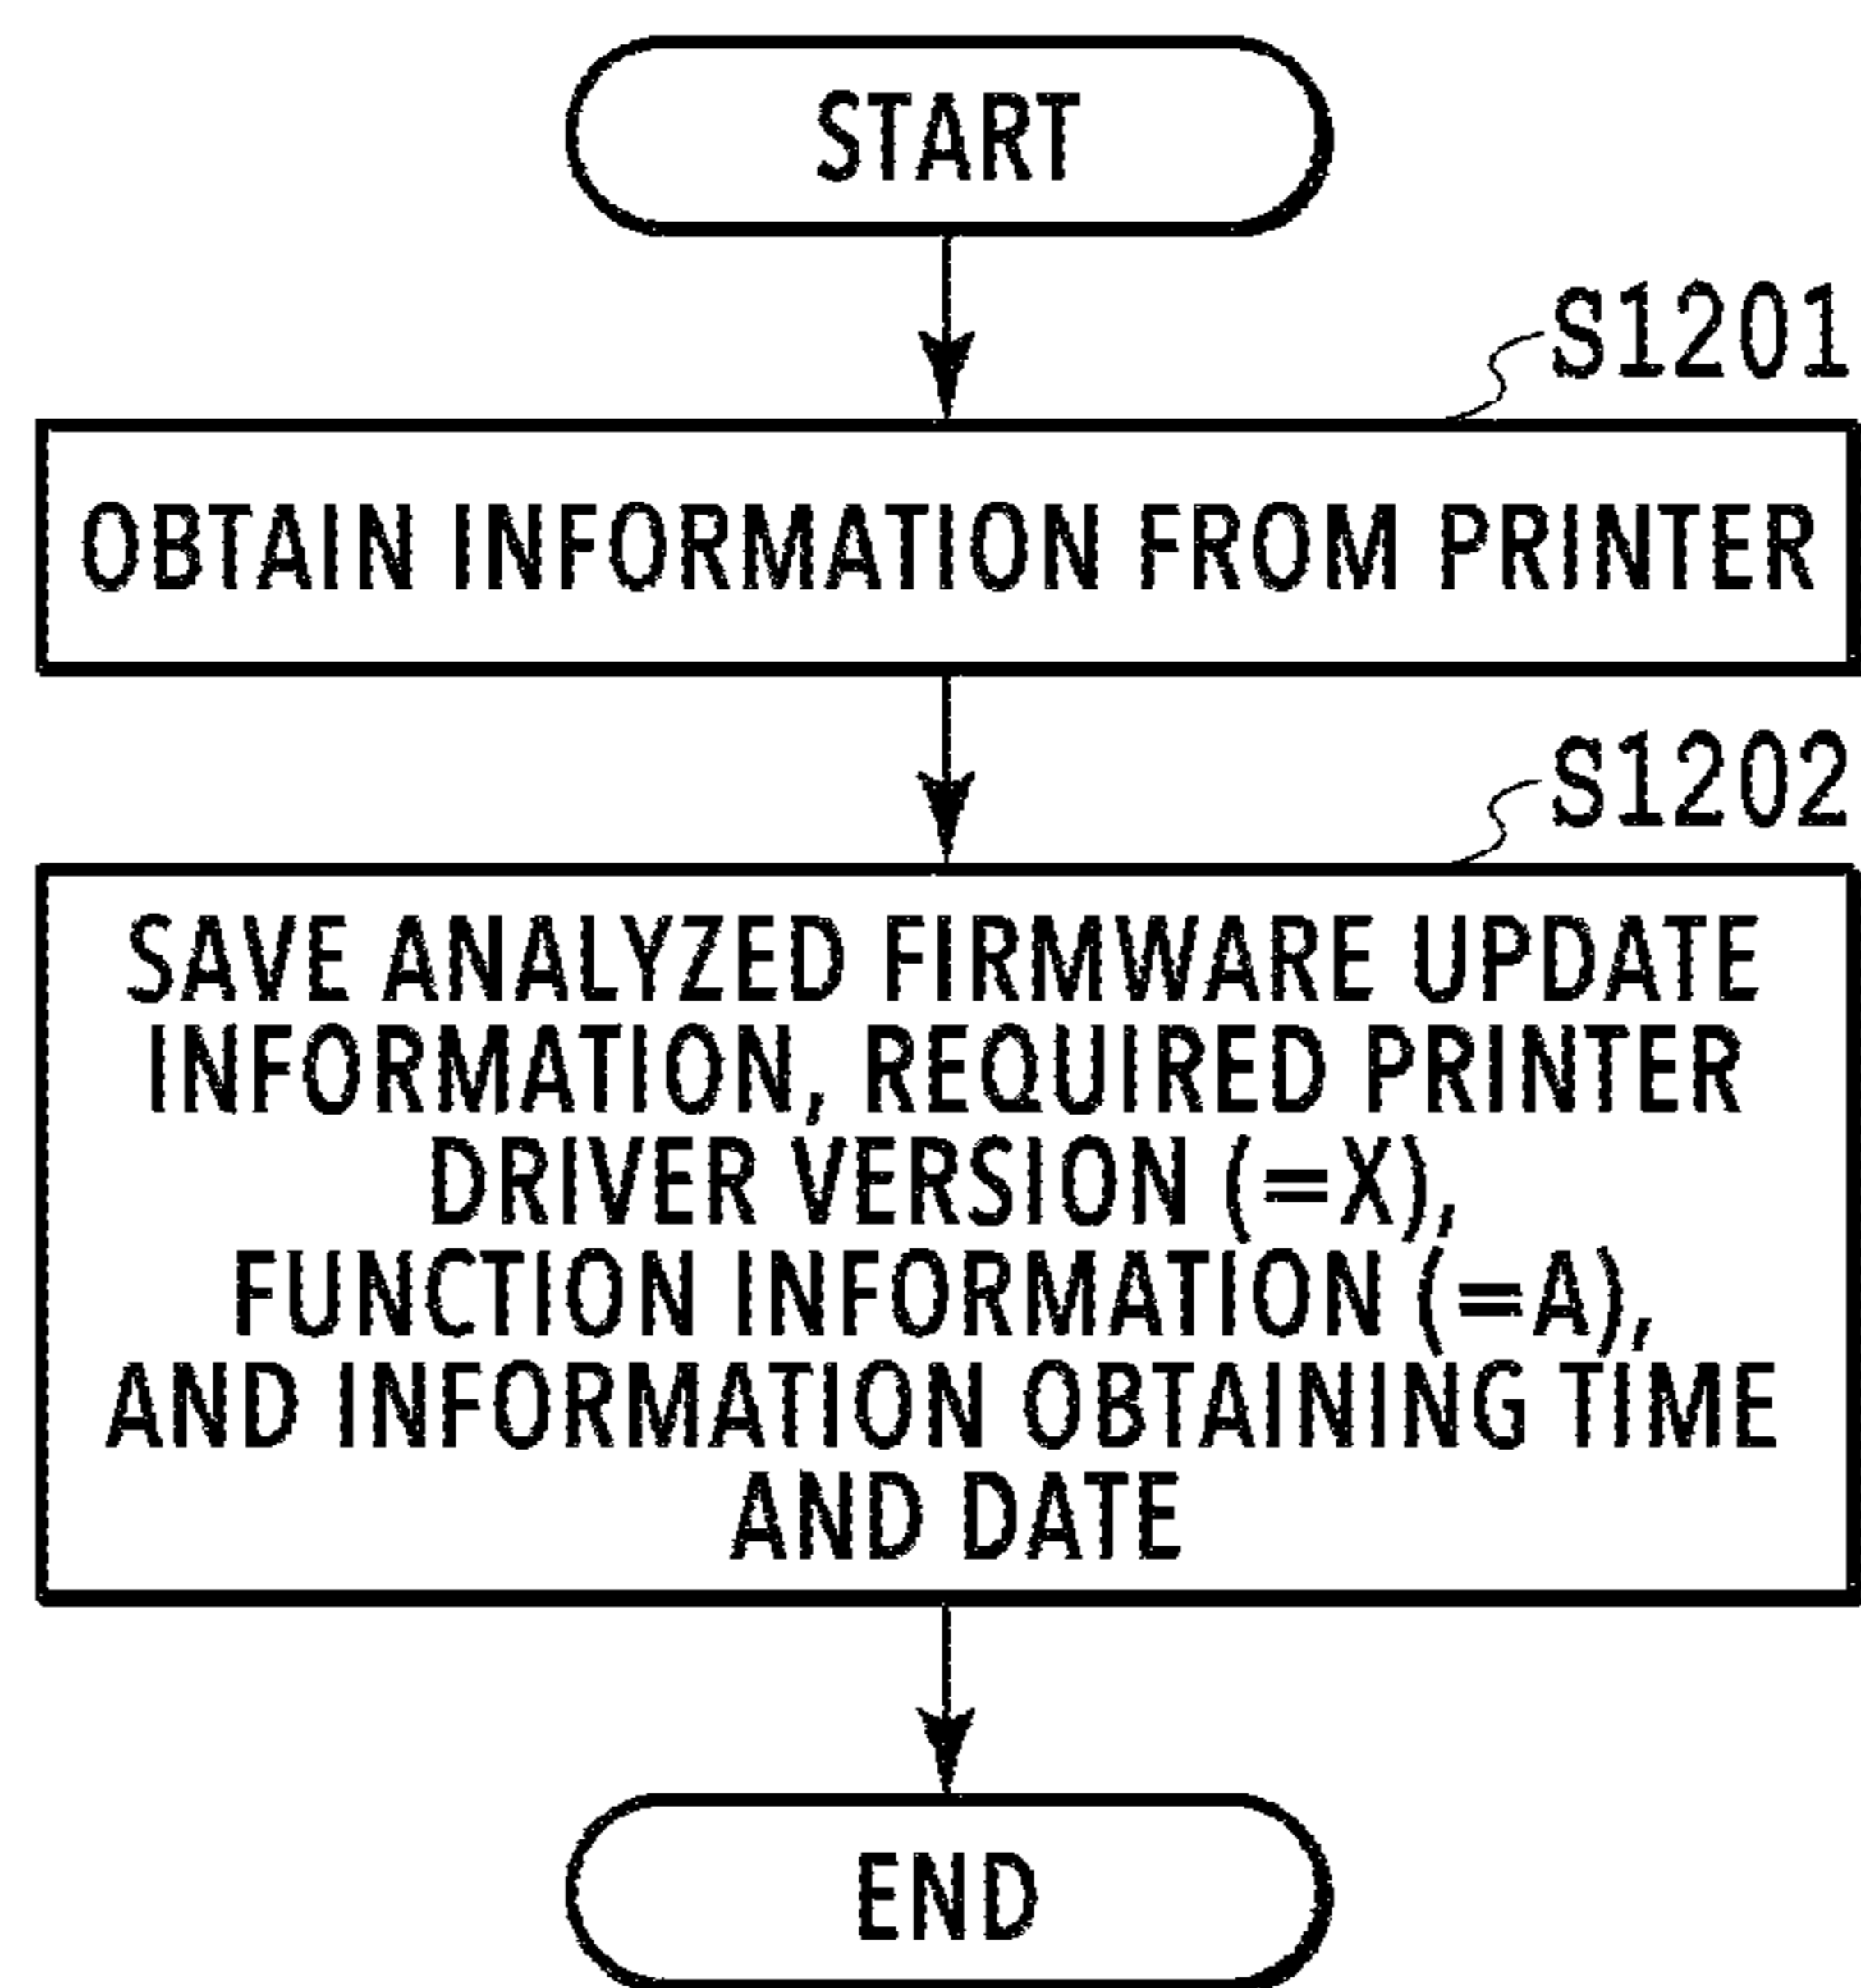 START
S1201
OBTAIN INFORMATION FROM PRINTER
S1202
SAVE ANALYZED FIRMWARE UPDATE
INFORMATION, REQUIRED PRINTER
DRIVER VERSION (=X),
FUNCTION INFORMATION (=A),
AND INFORMATION OBTAINING TIME
AND DATE
END